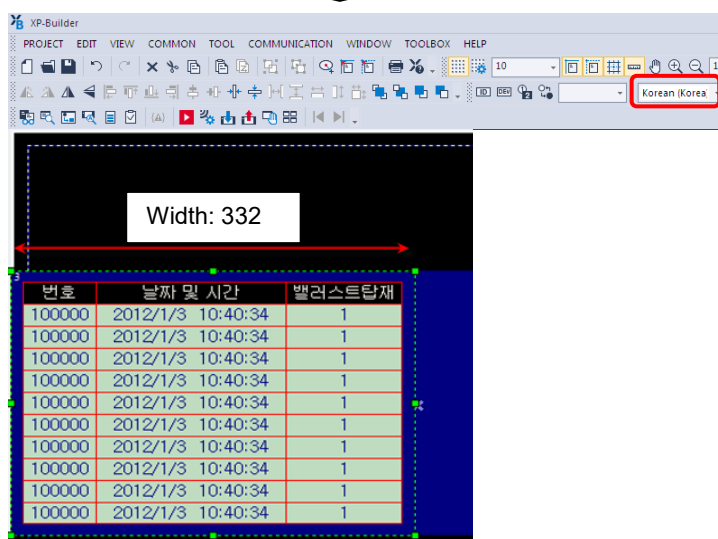 XP-Builder
PROJECT EDIT VIEW COMMON TOOL COMMUNICATION WINDOW TOOLBOX HELP
10
Korean (Korea
Width: 332
3
번호 날짜 및 시간 밸러스트탑재
100000 2012/1/3 10:40:34 1
100000 2012/1/3 10:40:34 1
100000 2012/1/3 10:40:34 1
100000 2012/1/3 10:40:34 1
100000 2012/1/3 10:40:34 1
100000 2012/1/3 10:40:34 1
100000 2012/1/3 10:40:34 1
100000 2012/1/3 10:40:34 1
100000 2012/1/3 10:40:34 1
100000 2012/1/3 10:40:34 1